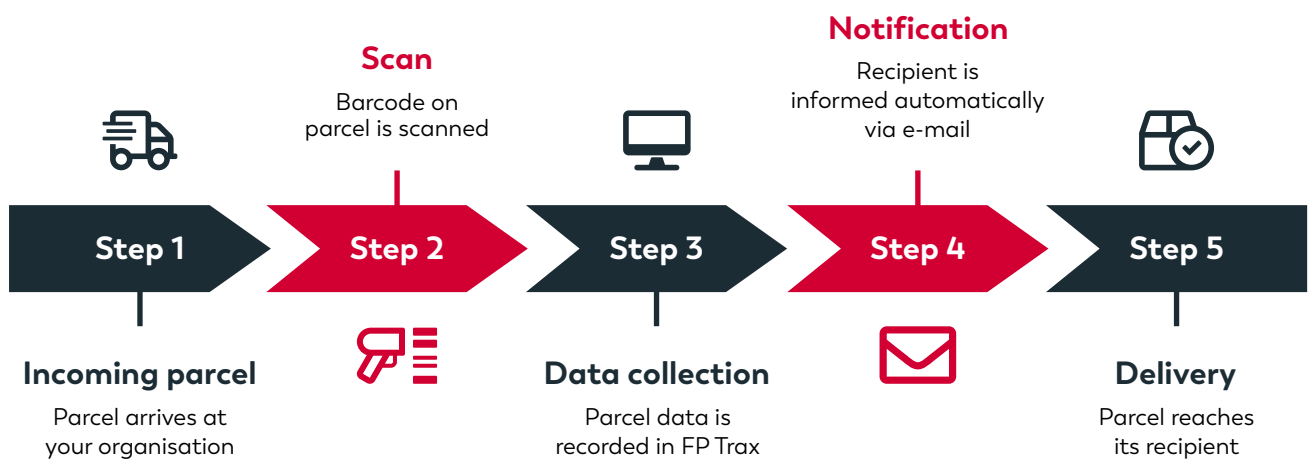 Step 1
Incoming parcel
Parcel arrives at
your organisation
Scan
Barcode on
parcel is scanned
Step 2
Step 3
Data collection
Parcel data is
recorded in FP Trax
Notification
Recipient is
informed automatically
via e-mail
Step 4
Step 5
Delivery
Parcel reaches
its recipient